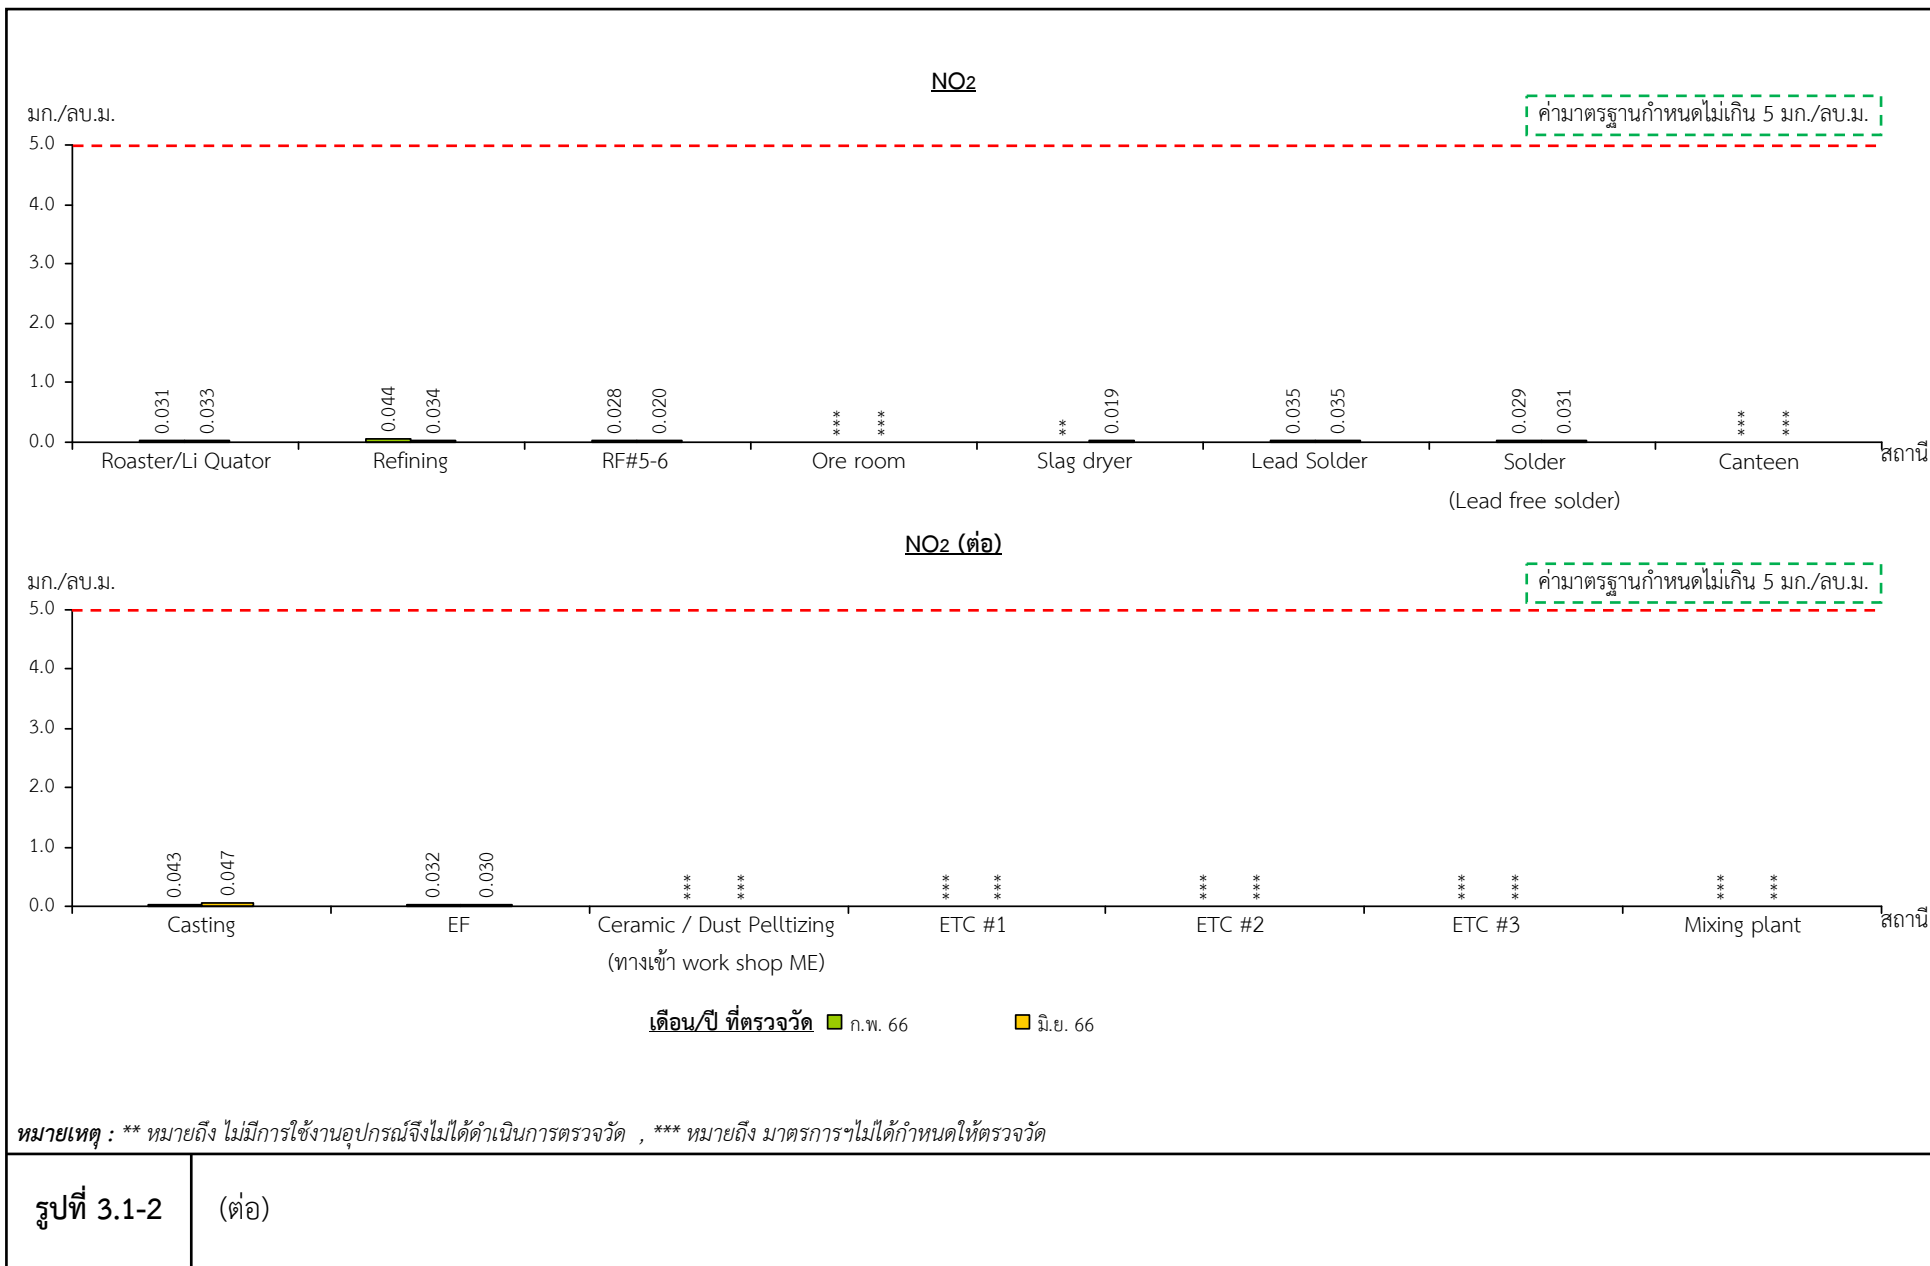 NO2
มก./ลบ.ม.
ค่ามาตรฐานกำหนดไม่เกิน 5 มก./ลบ.ม.
5.0
4.0
3.0
2.0
1.0
0.0
0.031 0.033 0.044 0.034 0.028 0.020 *** *** ** 0.019 0.035 0.035 0.029 0.031 *** ***
Roaster/Li Quator Refining RF#5-6 Ore room Slag dryer Lead Solder Solder Canteen สถานี
(Lead free solder)
NO2 (ต่อ)
มก./ลบ.ม.
ค่ามาตรฐานกำหนดไม่เกิน 5 มก./ลบ.ม.
5.0
4.0
3.0
2.0
1.0
0.0
0.043 0.047 0.032 0.030 *** *** *** *** *** *** *** *** *** ***
Casting EF Ceramic / Dust Pelltizing ETC #1 ETC #2 ETC #3 Mixing plant สถานี
(ทางเข้า work shop ME)
เดือน/ปี ที่ตรวจวัด ก.พ. 66 มิ.ย. 66
หมายเหตุ : ** หมายถึง ไม่มีการใช้งานอุปกรณ์จึงไม่ได้ดำเนินการตรวจวัด , *** หมายถึง มาตรการฯไม่ได้กำหนดให้ตรวจวัด
รูปที่ 3.1-2 (ต่อ)